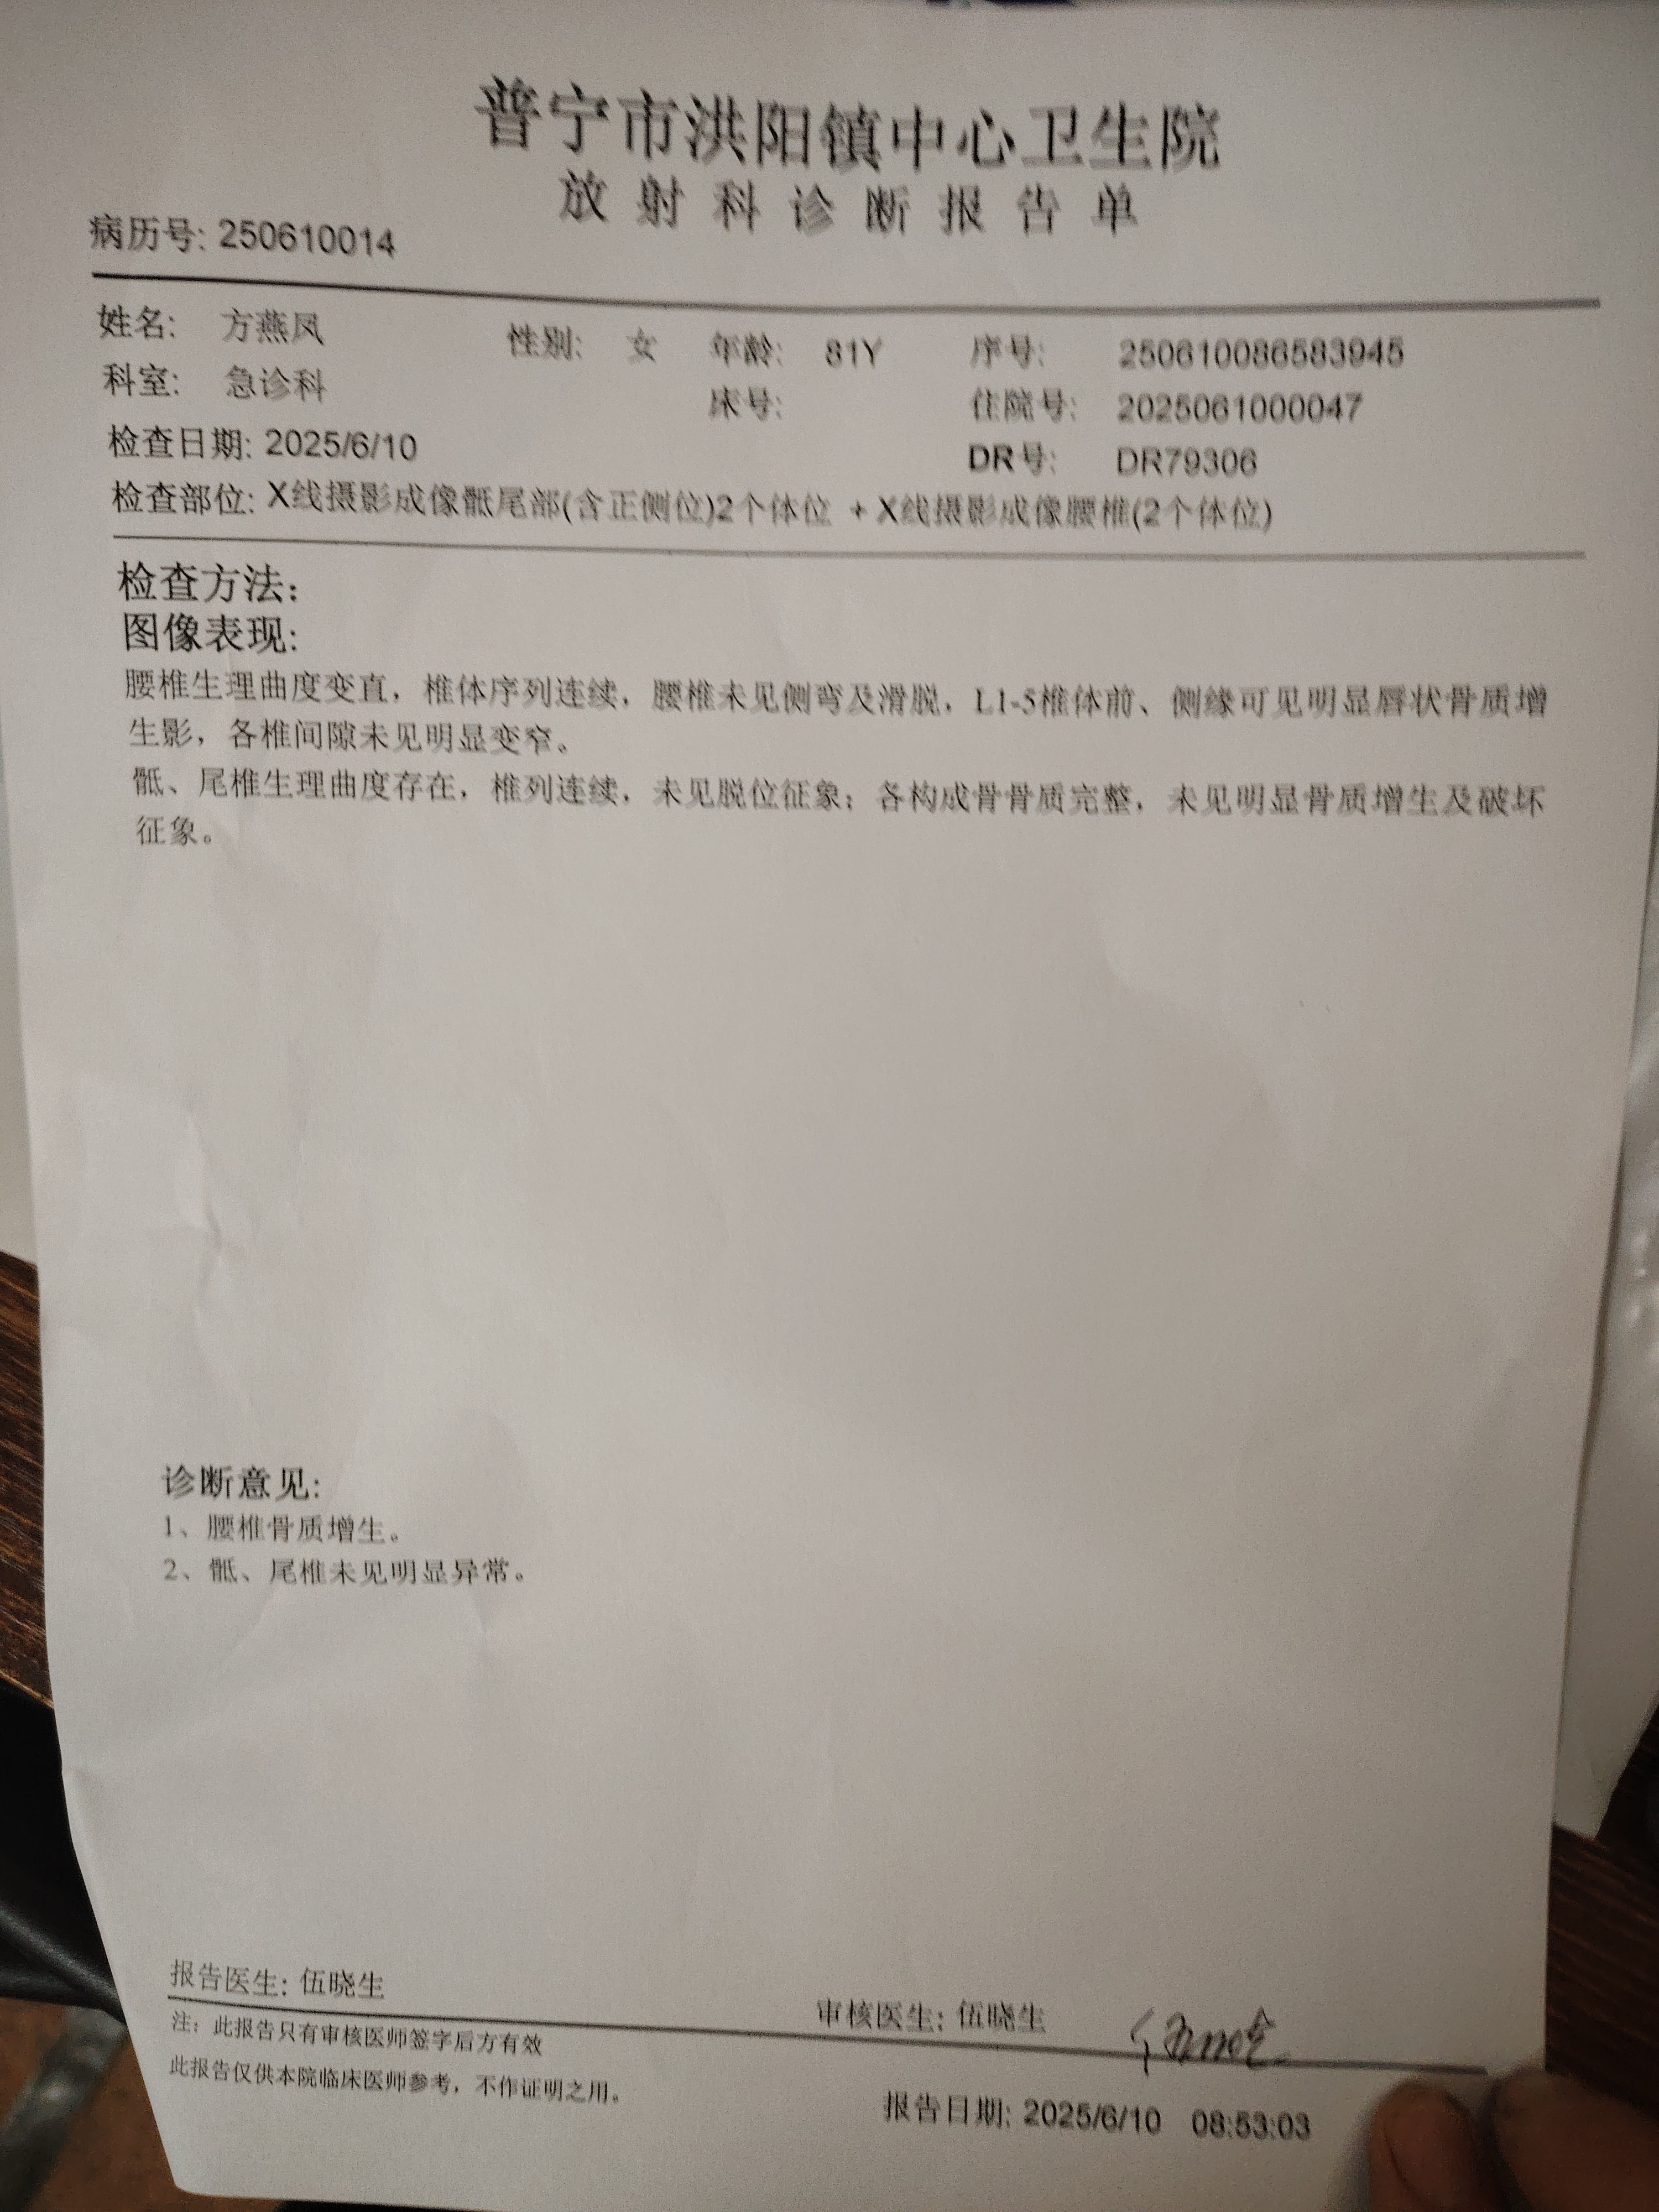 普宁市洪阳镇中心卫生院
放射科诊断报告单
病历号: 250610014
姓名: 方燕凤 性别: 女 年龄: 81Y 序号: 250610086583945
科室: 急诊科 床号: 住院号: 2025061000047
检查日期: 2025/6/10 DR号: DR79306
检查部位: X线摄影成像骶尾部(含正侧位)2个体位 + X线摄影成像腰椎(2个体位)
检查方法:
图像表现:
腰椎生理曲度变直，椎体序列连续，腰椎未见侧弯及滑脱，L1-5椎体前、侧缘可见明显唇状骨质增
生影，各椎间隙未见明显变窄。
骶、尾椎生理曲度存在，椎列连续，未见脱位征象；各构成骨骨质完整，未见明显骨质增生及破坏
征象。
诊断意见:
1、腰椎骨质增生。
2、骶、尾椎未见明显异常。
报告医生: 伍晓生
审核医生: 伍晓生
注：此报告只有审核医师签字后方有效
此报告仅供本院临床医师参考，不作证明之用。
报告日期: 2025/6/10 08:53:03